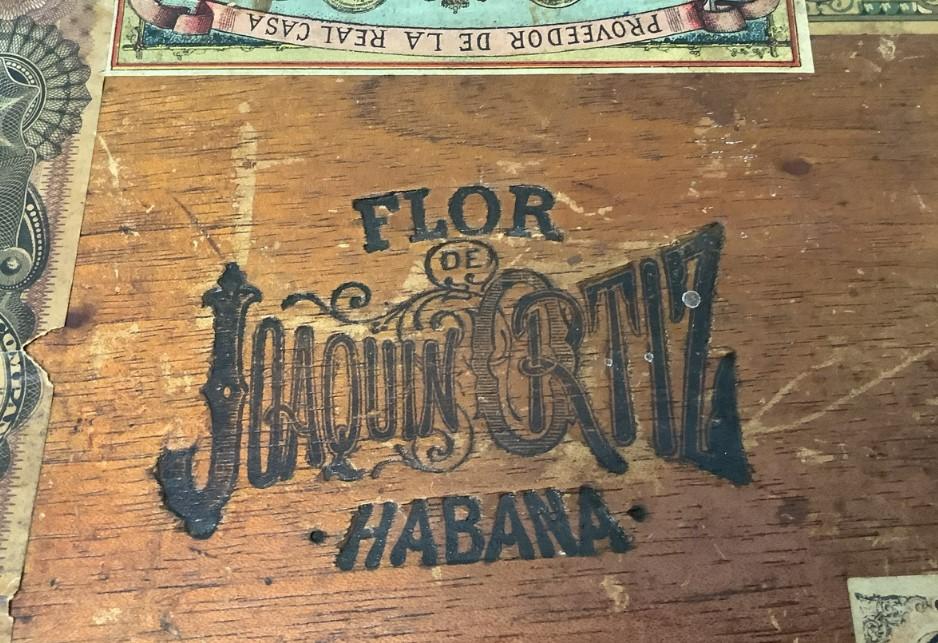 PROVEEDOR DE LA REAL CASA
FLOR
DE
JOAQUIN ORTIZ
HABANA